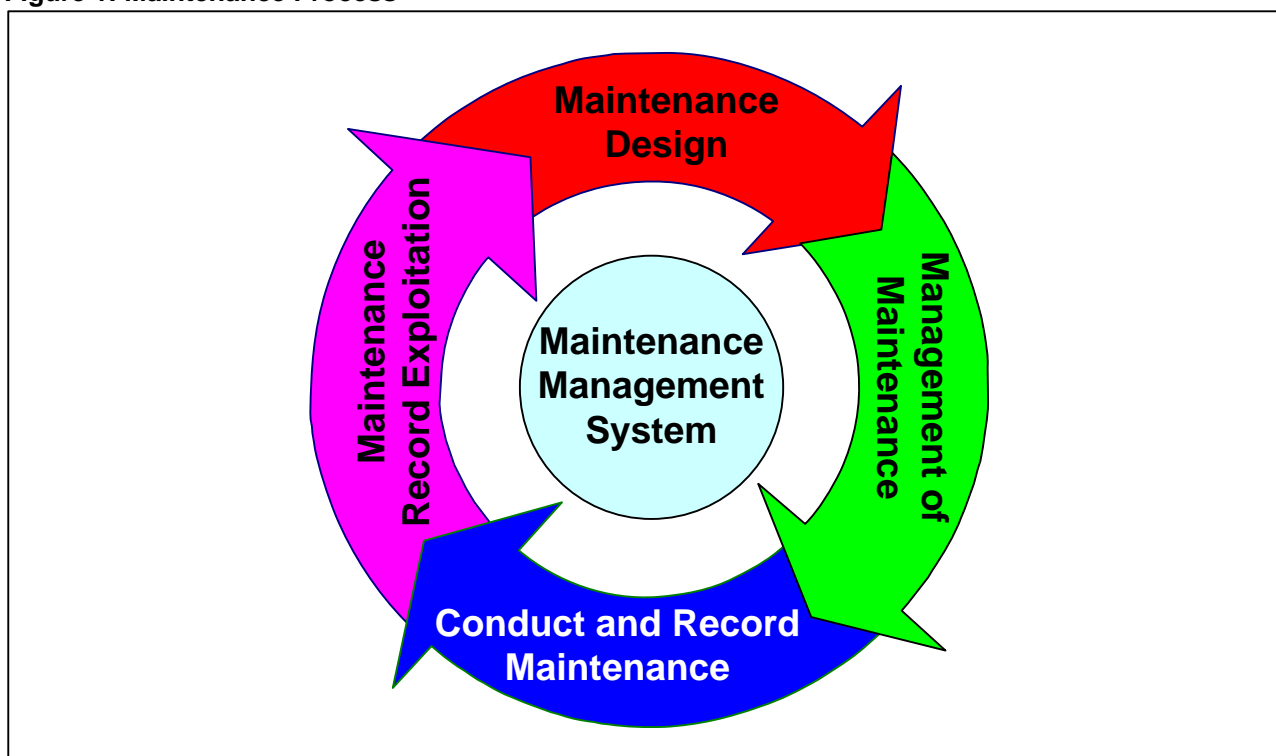 Figure 1: Maintenance Process
Maintenance
Design
Management of
Maintenance
Conduct and Record
Maintenance
Maintenance
Record Exploitation
Maintenance
Management
System